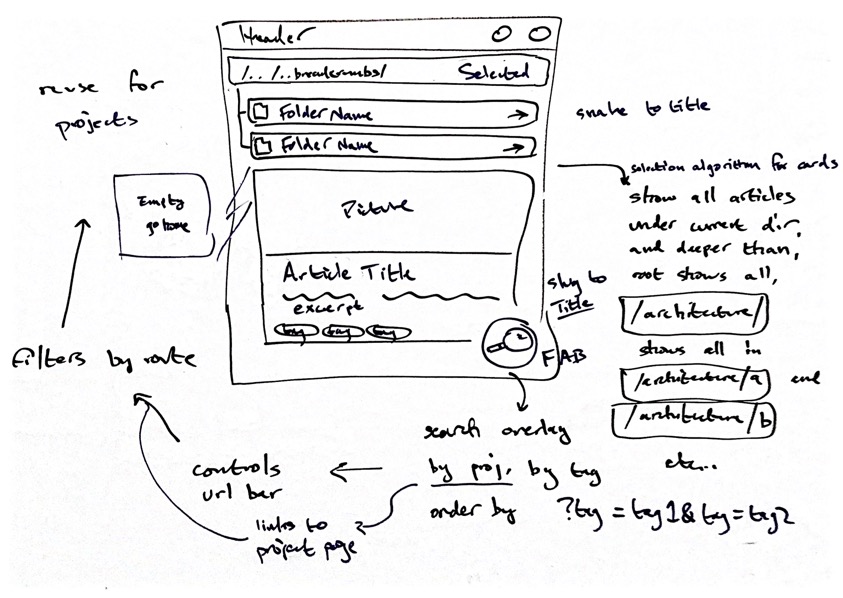 Header
/.. /..breadcrumbs/ Selected
Folder Name
Folder Name
Picture
Article Title
excerpt
tag tag tag
reuse for
projects
Empty
go home
filters by route
controls
url bar
links to
project page
search overlay
by proj, by tag
order by
?tag=tag1&tag=tag2
FAB
slug to
Title
snake to title
selection algorithm for cards
show all articles
under current dir,
and deeper than,
root shows all,
/architecture/
shows all in
/architecture/a and
/architecture/b
etc...